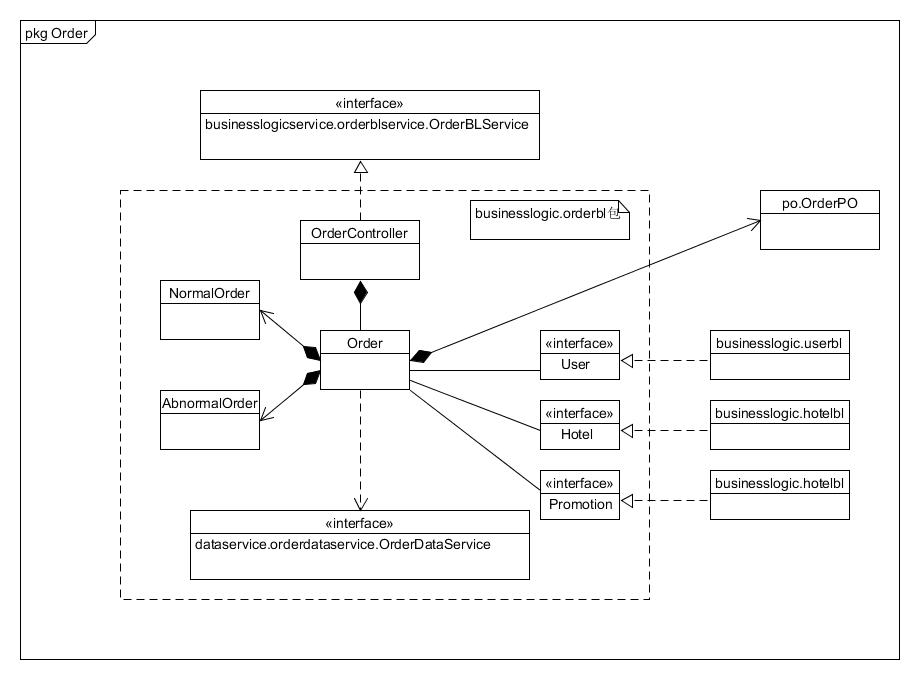 pkg Order
«interface»
businesslogicservice.orderblservice.OrderBLService
businesslogic.orderbl包
po.OrderPO
OrderController
NormalOrder
Order
«interface»
User
businesslogic.userbl
AbnormalOrder
«interface»
Hotel
businesslogic.hotelbl
«interface»
Promotion
businesslogic.hotelbl
«interface»
dataservice.orderdataservice.OrderDataService